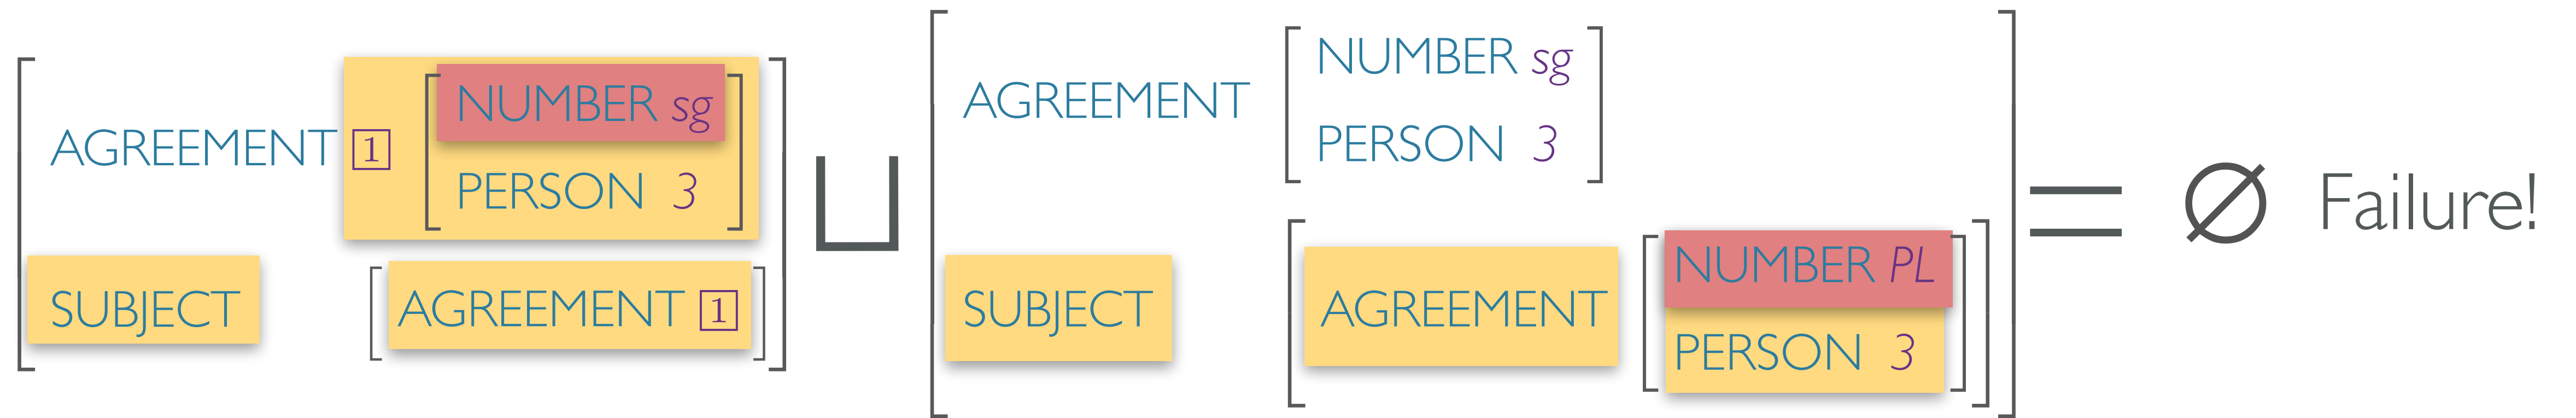 AGREEMENT 1 NUMBER sg
PERSON 3
SUBJECT AGREEMENT 1
⊔
AGREEMENT NUMBER sg
PERSON 3
SUBJECT AGREEMENT NUMBER PL
PERSON 3
= ∅ Failure!